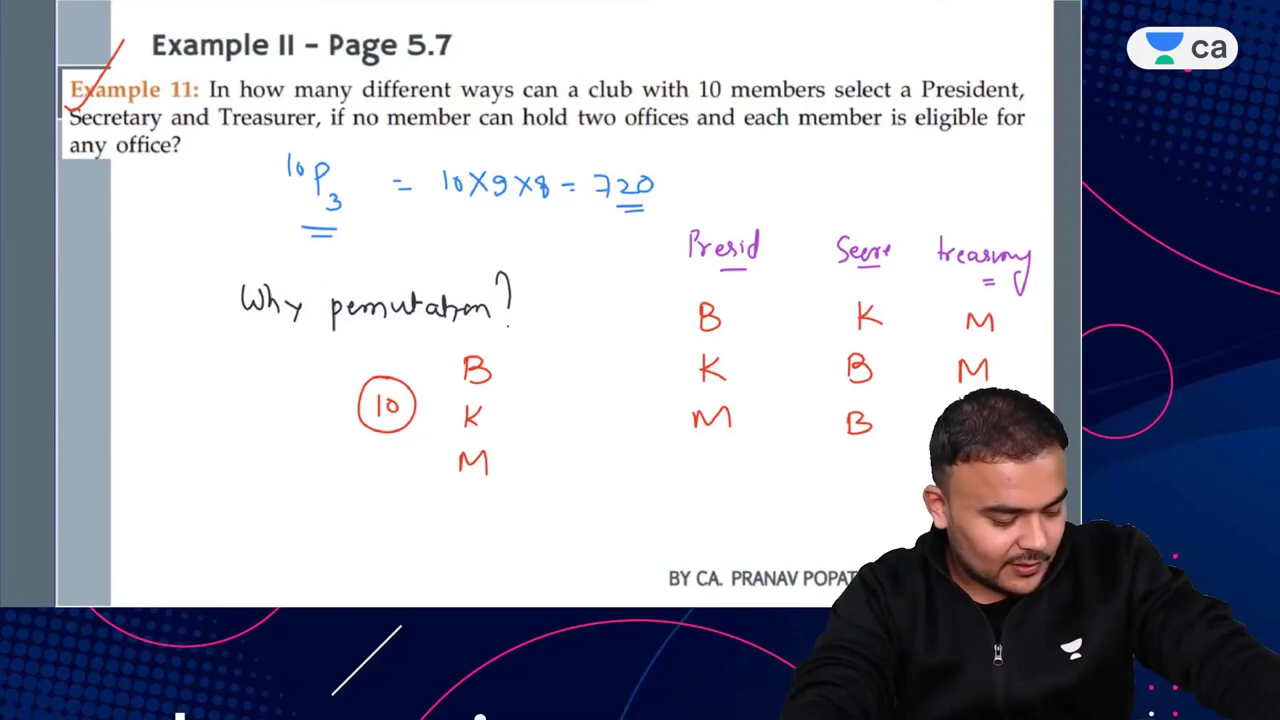 Example II - Page 5.7
ca
Example 11: In how many different ways can a club with 10 members select a President,
Secretary and Treasurer, if no member can hold two offices and each member is eligible for
any office?
10P3 = 10×9×8 = 720
Presid Secre treasury
Why permutation?
B K M
B
K B M
10
K
M B
M
BY CA. PRANAV POPAT